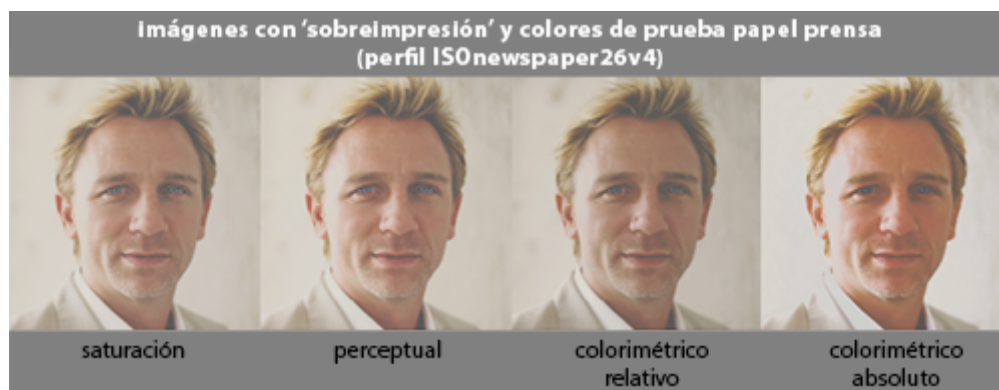 imágenes con ‘sobreimpresión’ y colores de prueba papel prensa
(perfil ISOnewspaper26v4)
saturación
perceptual
colorimétrico
relativo
colorimétrico
absoluto